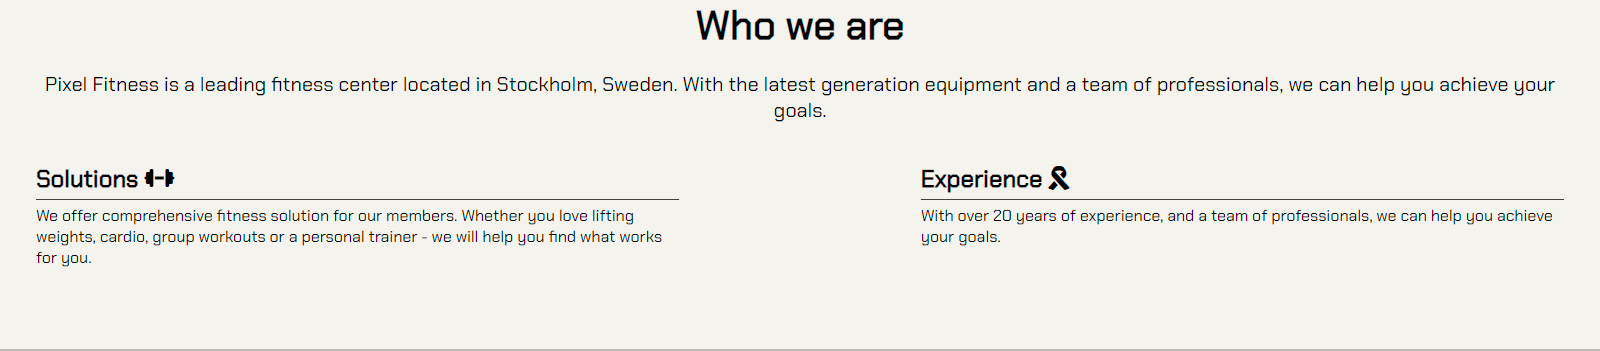 Who we are
Pixel Fitness is a leading fitness center located in Stockholm, Sweden. With the latest generation equipment and a team of professionals, we can help you achieve your
goals.
Solutions
We offer comprehensive fitness solution for our members. Whether you love lifting
weights, cardio, group workouts or a personal trainer - we will help you find what works
for you.
Experience
With over 20 years of experience, and a team of professionals, we can help you achieve
your goals.